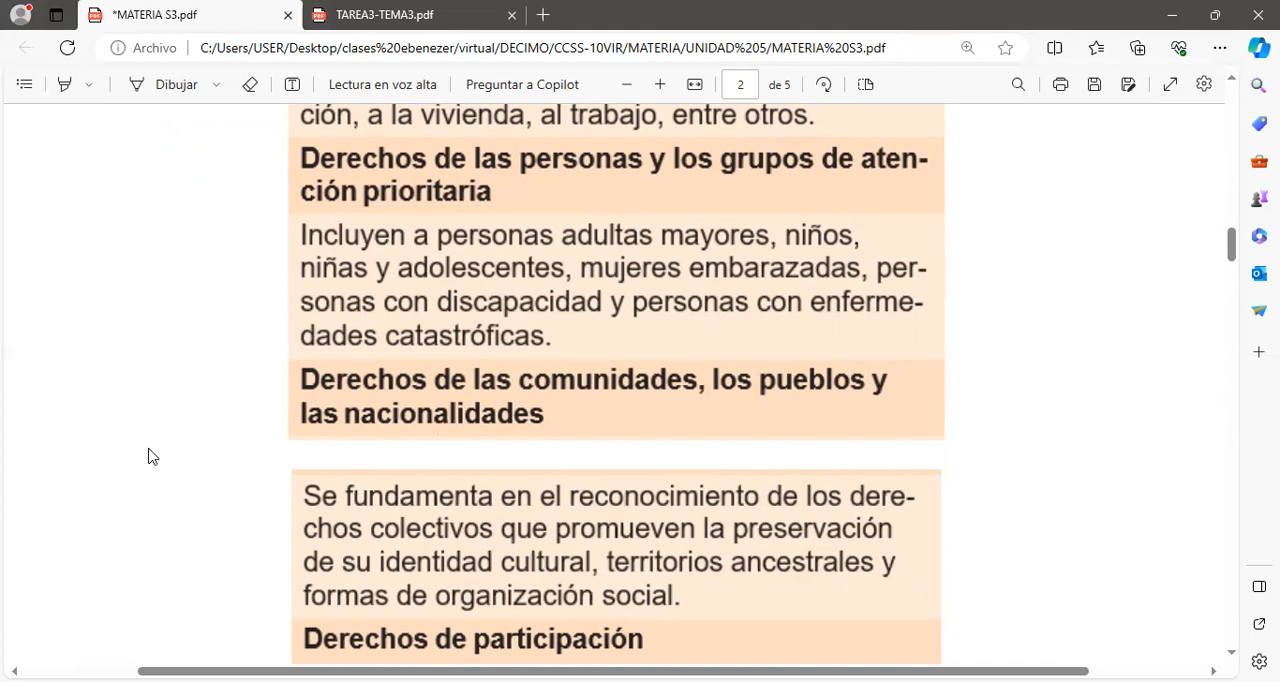 *MATERIA S3.pdf
TAREA3-TEMA3.pdf
Archivo
C:/Users/USER/Desktop/clases%20ebenezer/virtual/DECIMO/CCSS-10VIR/MATERIA/UNIDAD%205/MATERIA%20S3.pdf
Dibujar
Lectura en voz alta
Preguntar a Copilot
2
de 5
ción, a la vivienda, al trabajo, entre otros.
Derechos de las personas y los grupos de aten-
ción prioritaria
Incluyen a personas adultas mayores, niños,
niñas y adolescentes, mujeres embarazadas, per-
sonas con discapacidad y personas con enferme-
dades catastróficas.
Derechos de las comunidades, los pueblos y
las nacionalidades
Se fundamenta en el reconocimiento de los dere-
chos colectivos que promueven la preservación
de su identidad cultural, territorios ancestrales y
formas de organización social.
Derechos de participación